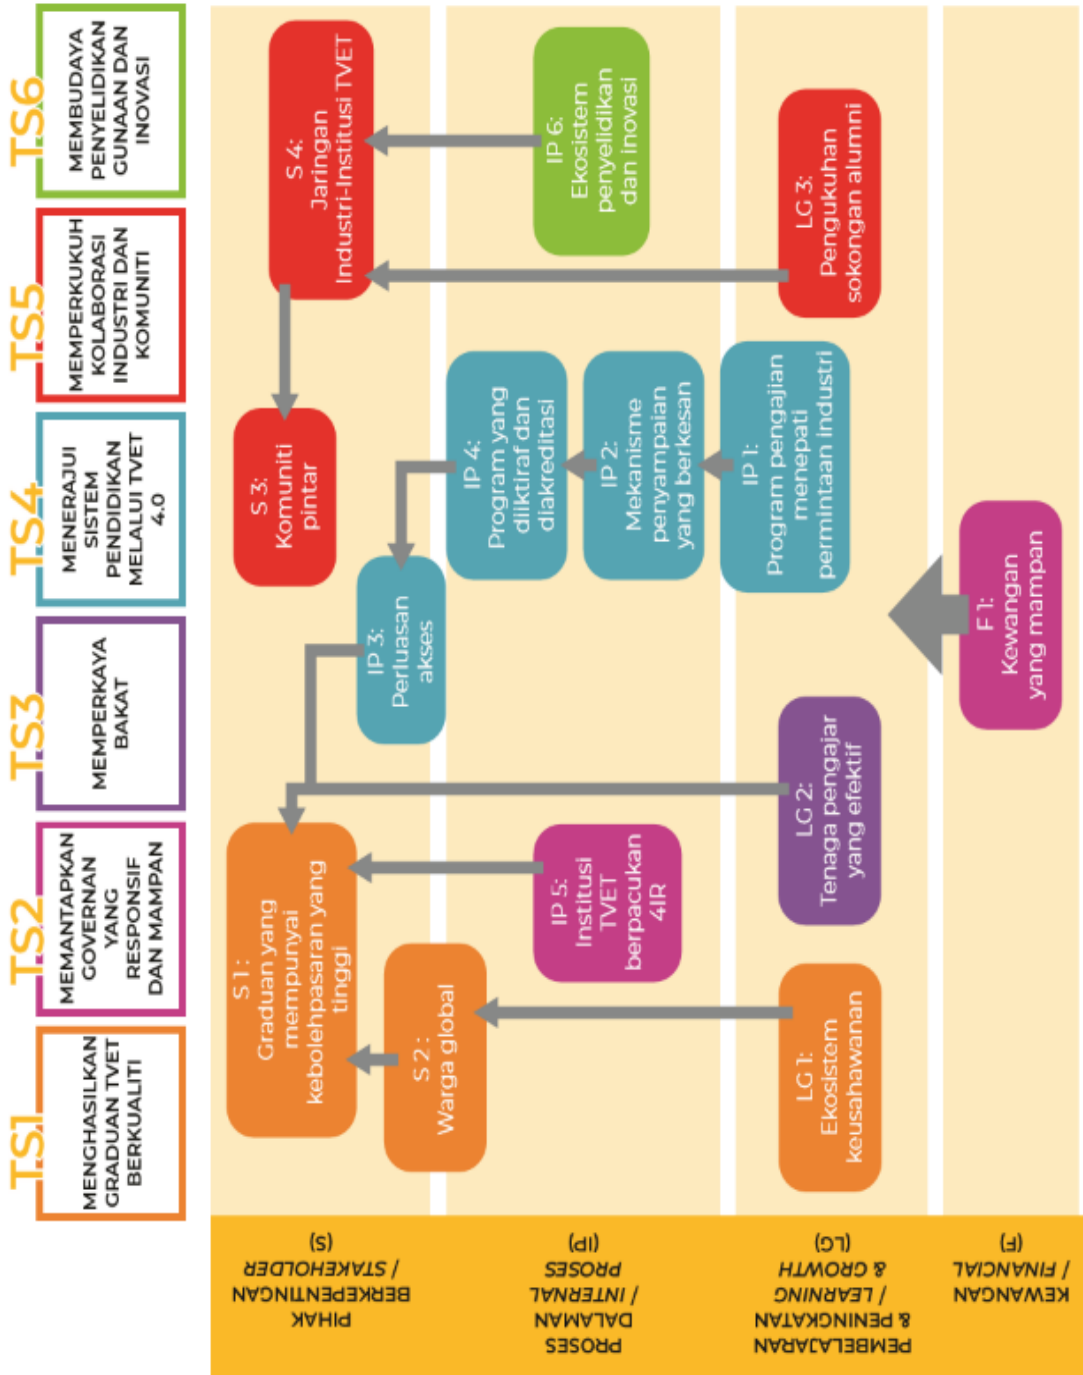 TS1
MENGHASILKAN
GRADUAN TVET
BERKUALITI
TS2
MEMANTAPKAN
GOVERNAN
YANG
RESPONSIF
DAN MAMPAN
TS3
MEMPERKAYA
BAKAT
TS4
MENERAJUI
SISTEM
PENDIDIKAN
MELALUI TVET
4.0
TS5
MEMPERKUKUH
KOLABORASI
INDUSTRI DAN
KOMUNITI
TS6
MEMBUDAYA
PENYELIDIKAN
GUNAAN DAN
INOVASI
PIHAK
BERKEPENTINGAN
/ STAKEHOLDER
(S)
S 1 :
Graduan yang
mempunyai
kebolehpasaran yang
tinggi
S 2 :
Warga global
IP 3:
Perluasan
akses
S 3:
Komuniti
pintar
S 4:
Jaringan
Industri-Institusi TVET
PROSES
DALAMAN
/ INTERNAL
PROSES
(IP)
IP 5:
Institusi
TVET
berpacukan
4IR
IP 4:
Program yang
diiktiraf dan
diakreditasi
IP 2:
Mekanisme
penyampaian
yang berkesan
IP 6:
Ekosistem
penyelidikan
dan inovasi
PEMBELAJARAN
& PENINGKATAN
/ LEARNING
& GROWTH
(LG)
LG 1:
Ekosistem
keusahawanan
LG 2:
Tenaga pengajar
yang efektif
IP 1:
Program pengajian
menepati
permintaan industri
LG 3:
Pengukuhan
sokongan alumni
KEWANGAN
/ FINANCIAL
(F)
F 1:
Kewangan
yang mampan